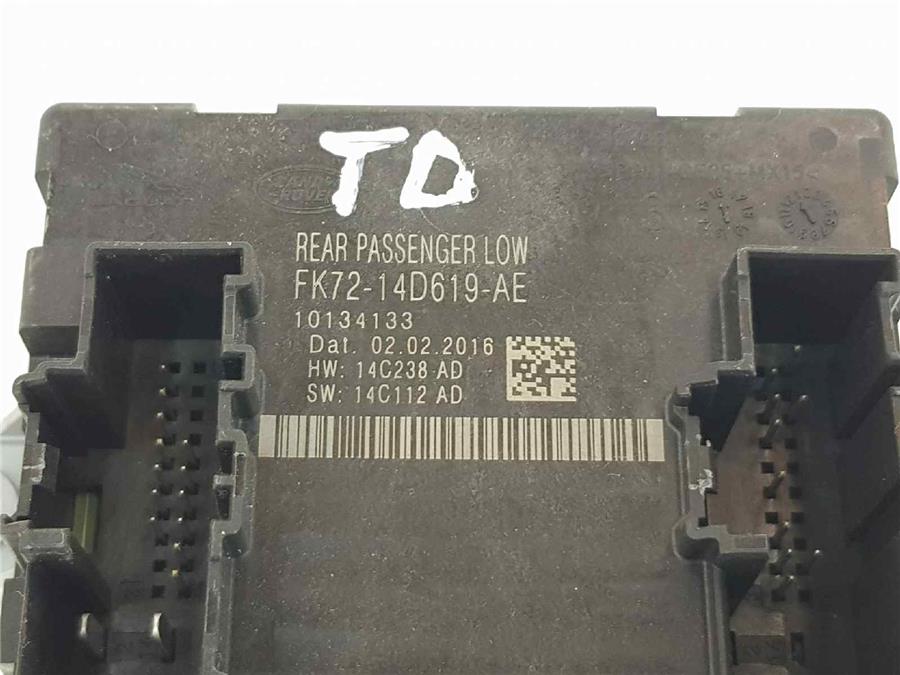 TD
REAR PASSENGER LOW
FK72-14D619-AE
10134133
Dat. 02.02.2016
HW: 14C238 AD
SW: 14C112 AD